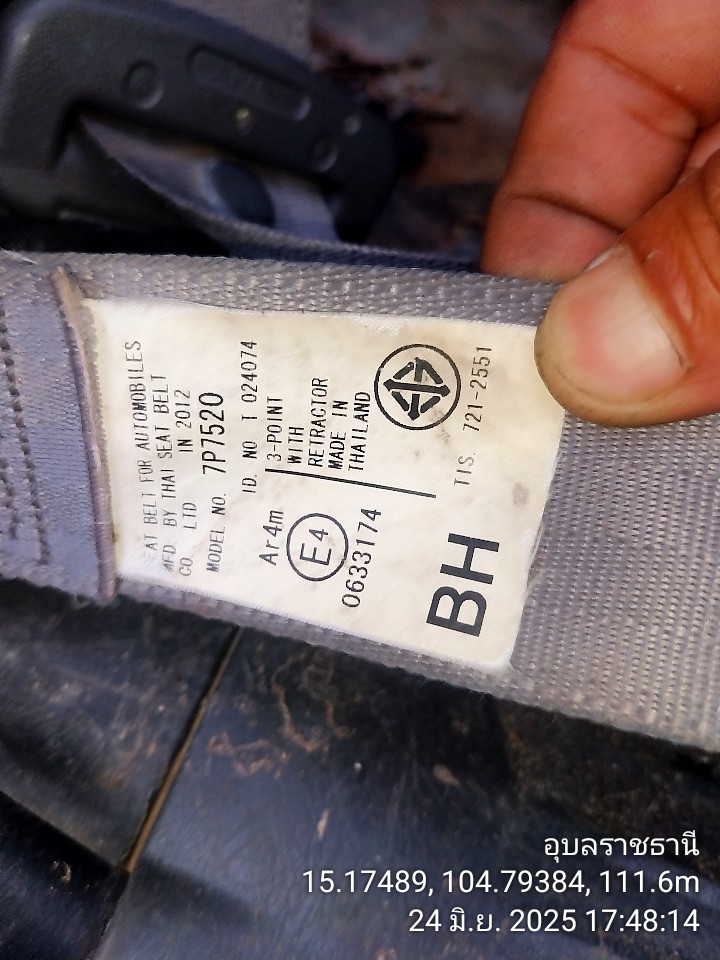 EAT BELT FOR AUTOMOBILES
MFD BY THAI SEAT BELT
CO. LTD IN 2012
MODEL NO. 7P7520
ID. NO T 024074
3-POINT
WITH
RETRACTOR
MADE IN
THAILAND
Ar4m
E4
0633174
TIS. 721-2551
BH
อุบลราชธานี
15.17489, 104.79384, 111.6m
24 มิ.ย. 2025 17:48:14